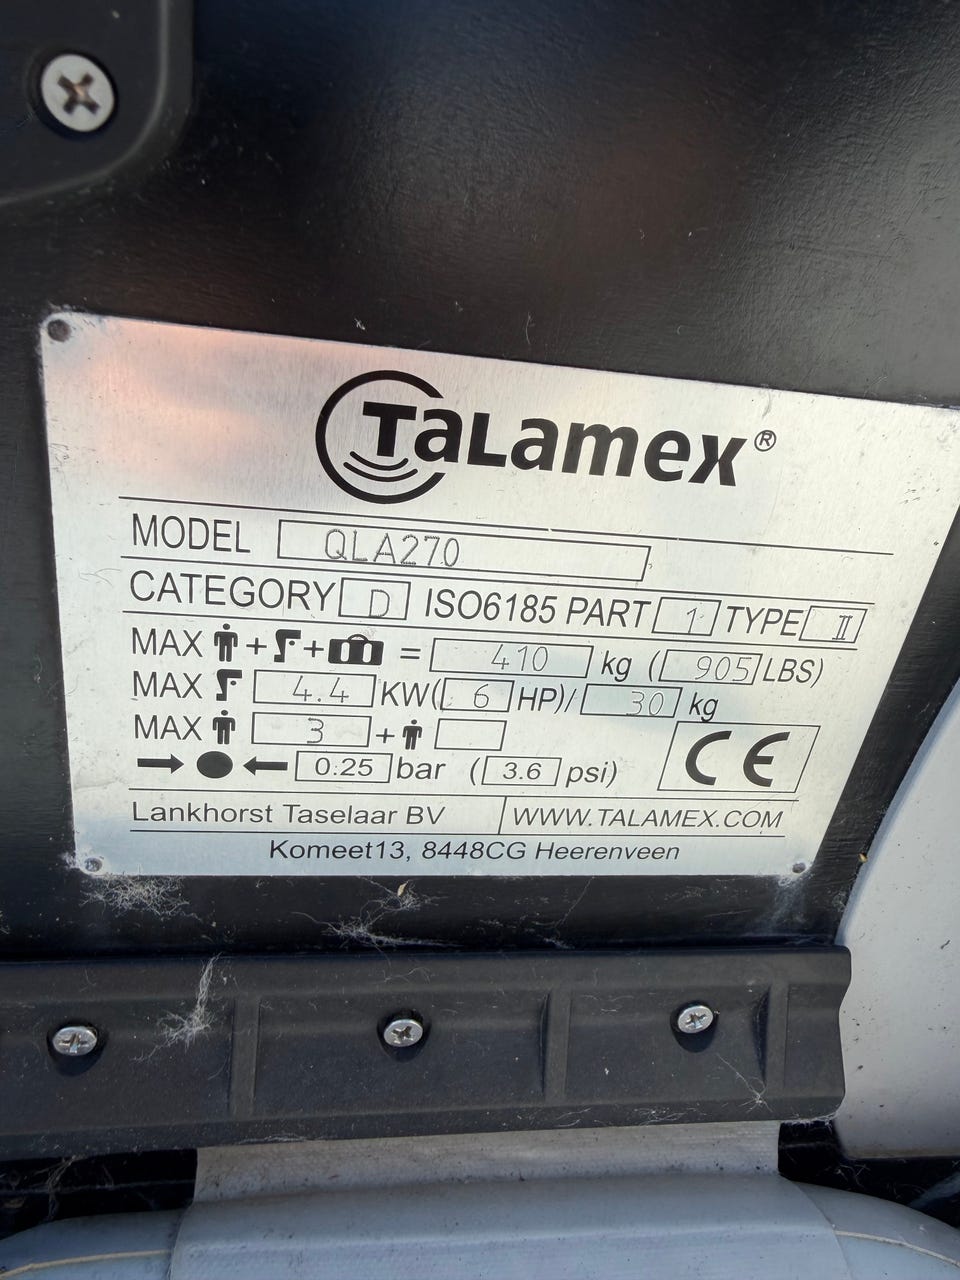 TaLamex®
MODEL QLA270
CATEGORY D ISO6185 PART 1 TYPE II
MAX + + = 410 kg (905 LBS)
MAX 4.4 KW(6 HP)/ 30 kg
MAX 3 +
0.25 bar (3.6 psi) CE
Lankhorst Taselaar BV WWW.TALAMEX.COM
Komeet13, 8448CG Heerenveen